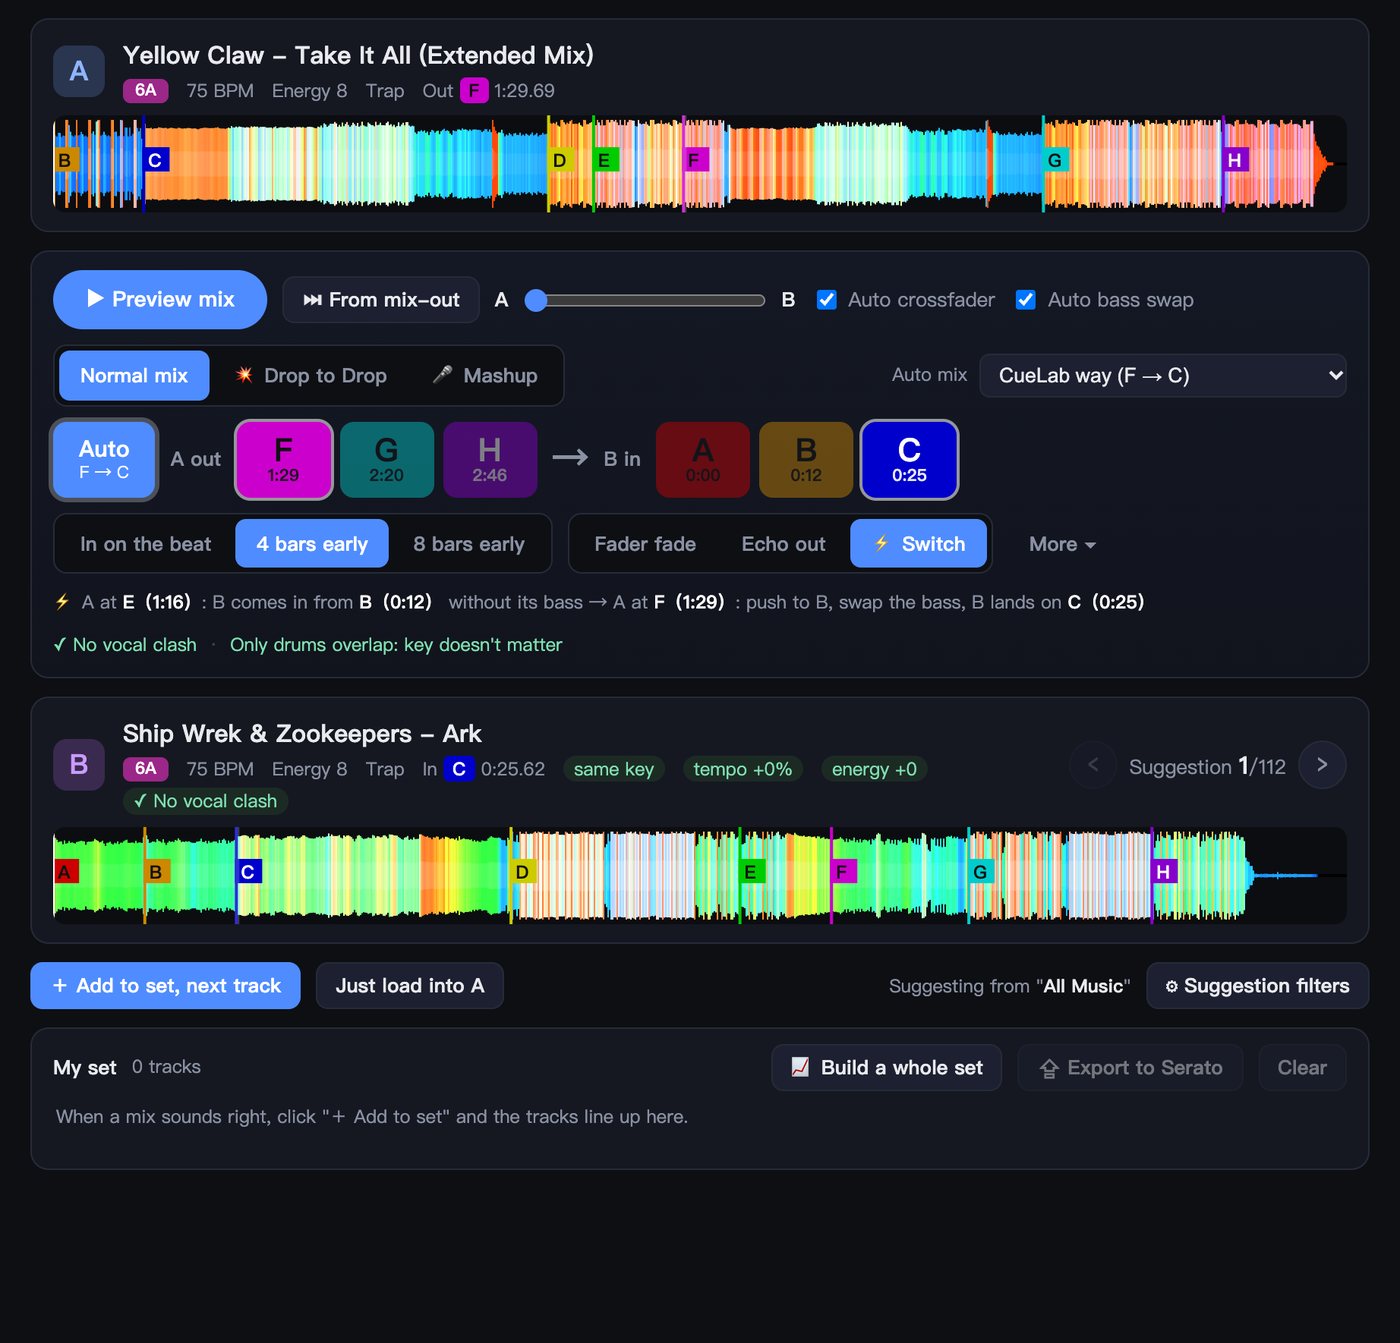 A
Yellow Claw – Take It All (Extended Mix)
6A 75 BPM Energy 8 Trap Out F 1:29.69
B C D E F G H
▶ Preview mix ⏭ From mix-out A B Auto crossfader Auto bass swap
Normal mix 💥 Drop to Drop 🎤 Mashup Auto mix CueLab way (F → C)
Auto
F → C
A out
F
1:29
G
2:20
H
2:46
→ B in
A
0:00
B
0:12
C
0:25
In on the beat 4 bars early 8 bars early Fader fade Echo out ⚡ Switch More
⚡ A at E (1:16) : B comes in from B (0:12) without its bass → A at F (1:29) : push to B, swap the bass, B lands on C (0:25)
✓ No vocal clash · Only drums overlap: key doesn't matter
B
Ship Wrek & Zookeepers – Ark
6A 75 BPM Energy 8 Trap In C 0:25.62 same key tempo +0% energy +0
✓ No vocal clash
< Suggestion 1/112 >
A B C D E F G H
+ Add to set, next track Just load into A Suggesting from "All Music" ⚙ Suggestion filters
My set 0 tracks 📈 Build a whole set Export to Serato Clear
When a mix sounds right, click "+ Add to set" and the tracks line up here.